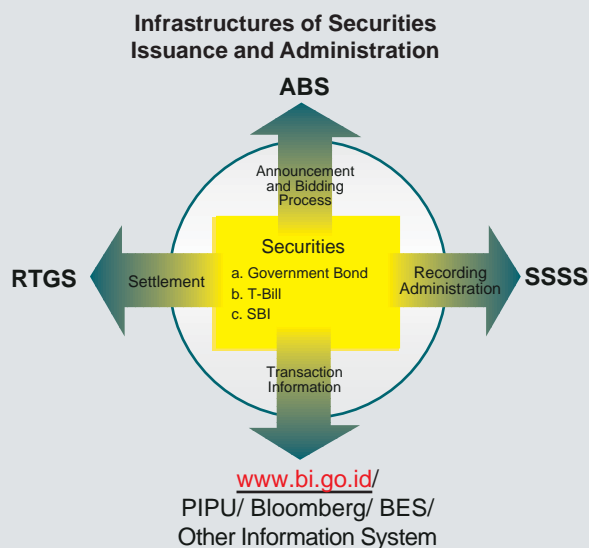 Infrastructures of Securities
Issuance and Administration
ABS
Announcement
and Bidding
Process
Securities
a. Government Bond
b. T-Bill
c. SBI
RTGS
Settlement
Recording
Administration
SSSS
Transaction
Information
www.bi.go.id/
PIPU/ Bloomberg/ BES/
Other Information System